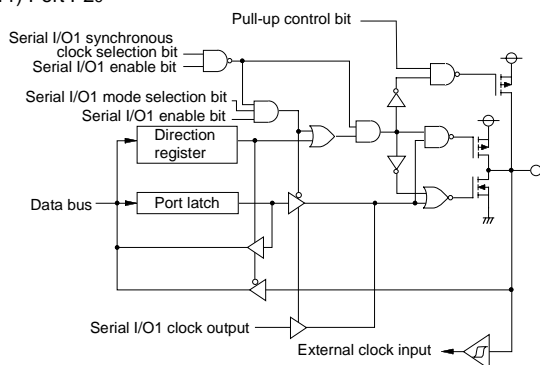 Pull-up control bit
Serial I/O1 synchronous
clock selection bit
Serial I/O1 enable bit
Serial I/O1 mode selection bit
Serial I/O1 enable bit
Direction
register
Data bus
Port latch
Serial I/O1 clock output
External clock input